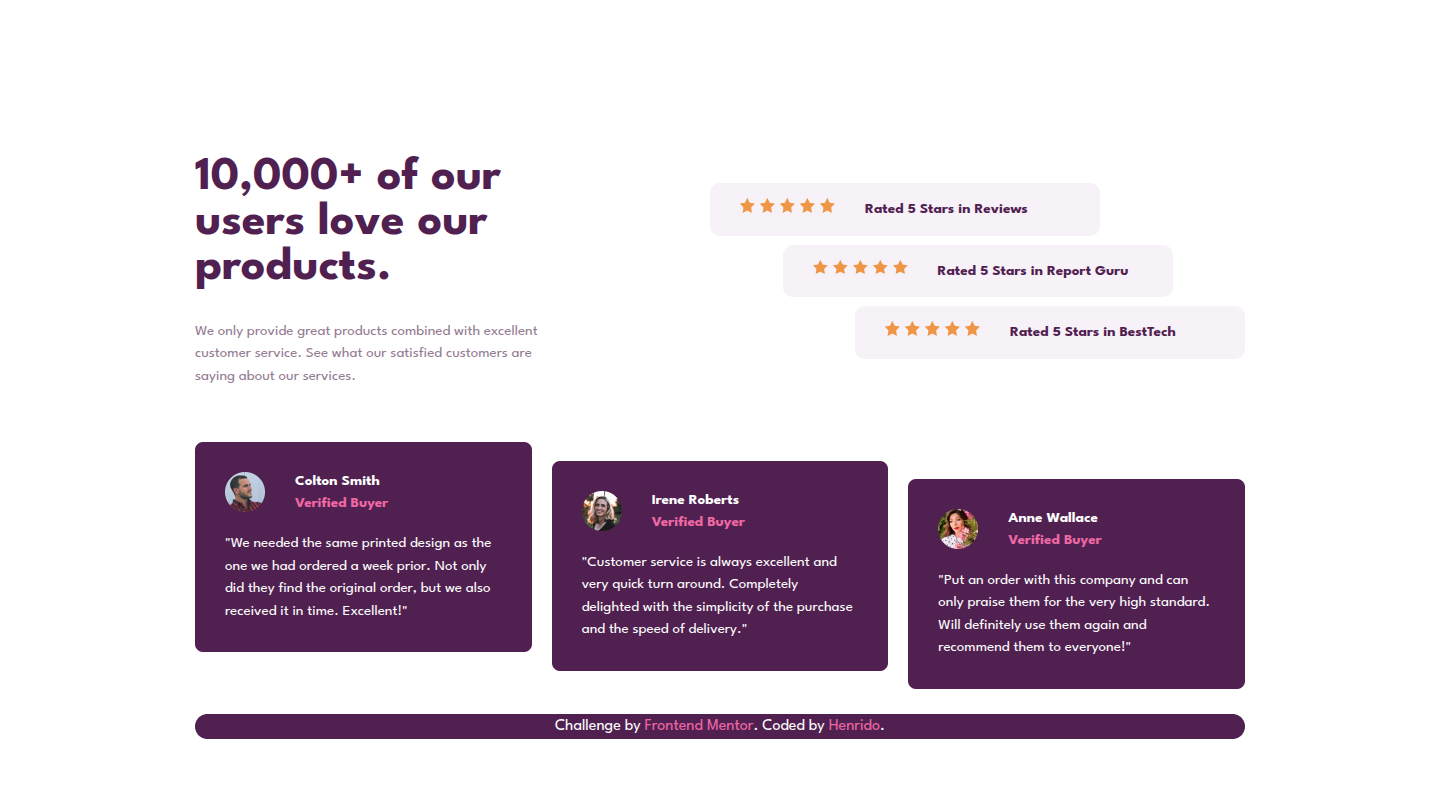 10,000+ of our
users love our
products.
We only provide great products combined with excellent
customer service. See what our satisfied customers are
saying about our services.
Rated 5 Stars in Reviews
Rated 5 Stars in Report Guru
Rated 5 Stars in BestTech
Colton Smith
Verified Buyer
"We needed the same printed design as the
one we had ordered a week prior. Not only
did they find the original order, but we also
received it in time. Excellent!"
Irene Roberts
Verified Buyer
"Customer service is always excellent and
very quick turn around. Completely
delighted with the simplicity of the purchase
and the speed of delivery."
Anne Wallace
Verified Buyer
"Put an order with this company and can
only praise them for the very high standard.
Will definitely use them again and
recommend them to everyone!"
Challenge by Frontend Mentor. Coded by Henrido.